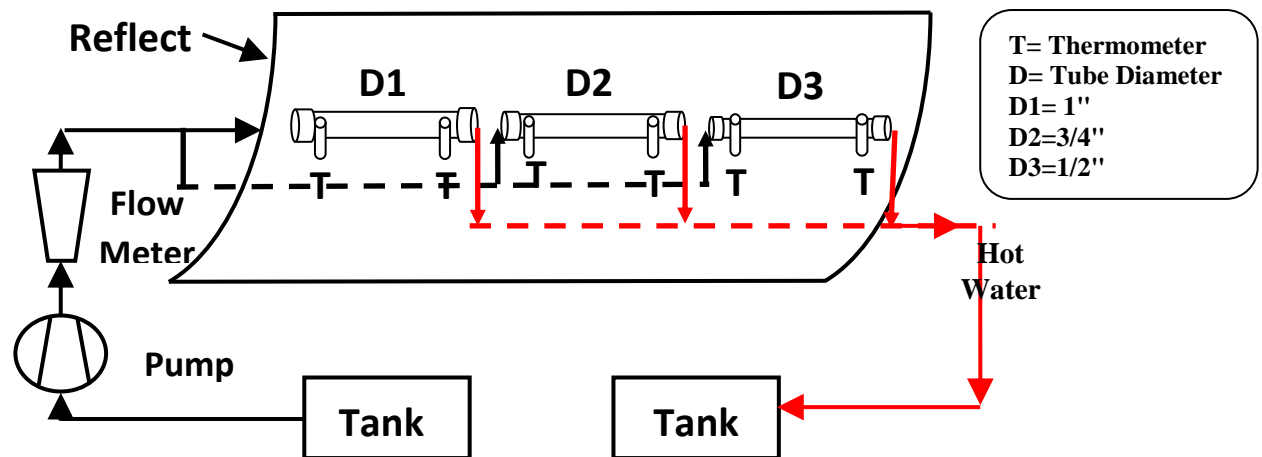 Reflect
D1
D2
D3
T= Thermometer
D= Tube Diameter
D1= 1"
D2=3/4"
D3=1/2"
T
T
T
T
T
T
Flow
Meter
Hot
Water
Pump
Tank
Tank